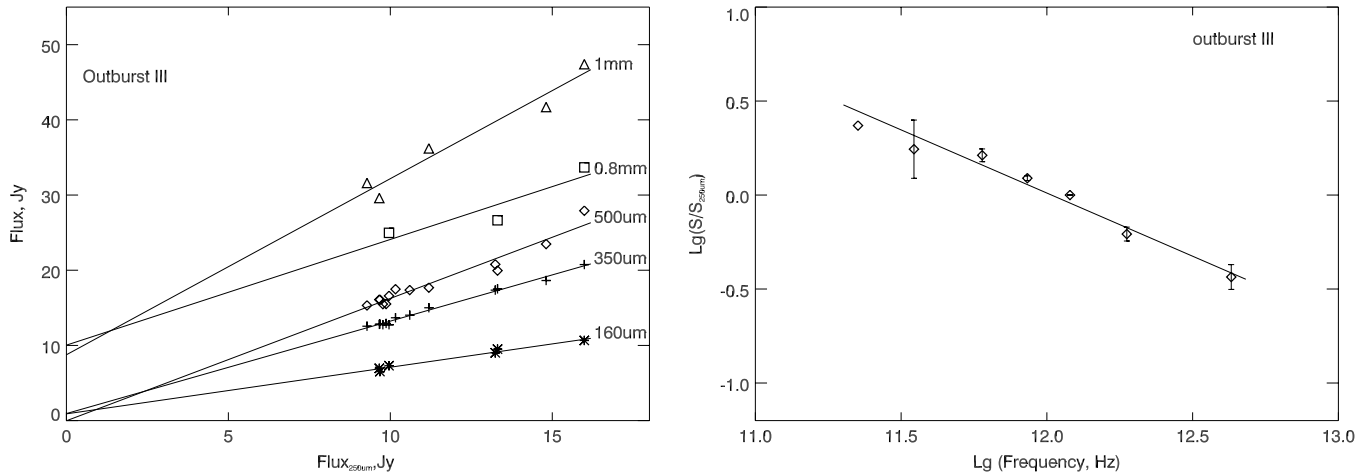 50
40
30
20
10
0
Flux, Jy
Outburst III
1mm
0.8mm
500um
350um
160um
0
5
10
15
Flux250um,Jy
1.0
0.5
0.0
-0.5
-1.0
Lg(S/S250um)
outburst III
11.0
11.5
12.0
12.5
13.0
Lg (Frequency, Hz)